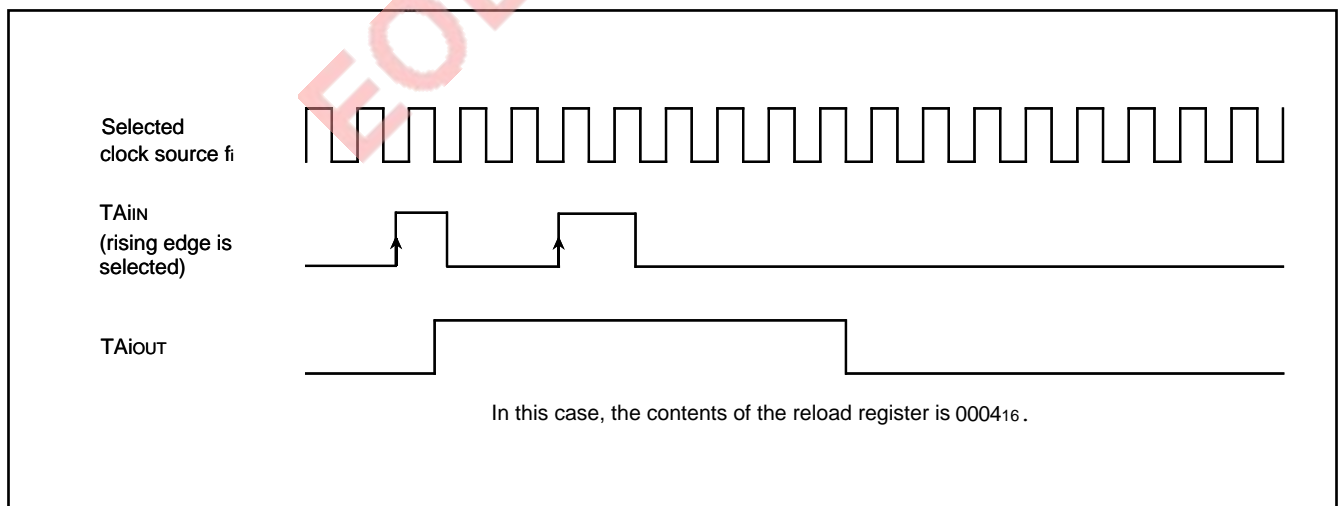 EOL
Selected
clock source fi
TAiIN
(rising edge is
selected)
TAiOUT
In this case, the contents of the reload register is 000416.